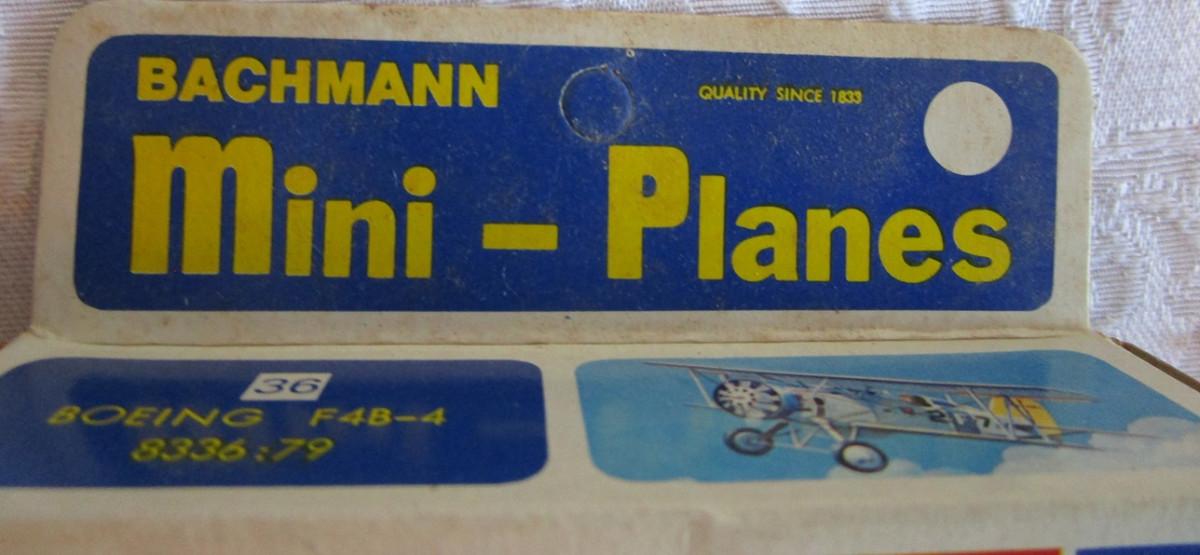 BACHMANN
QUALITY SINCE 1833
Mini - Planes
36
BOEING F4B-4
8336:79